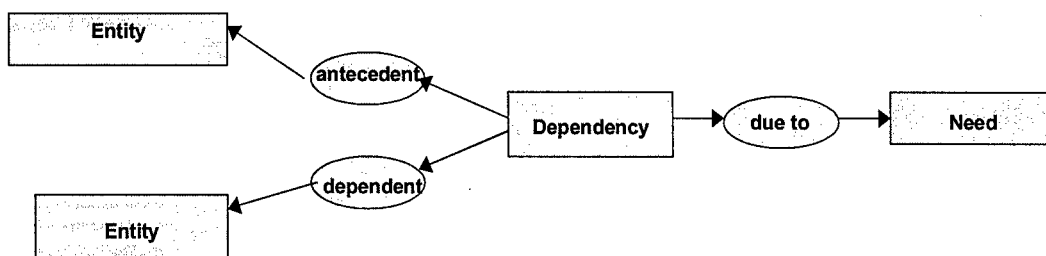 Entity
antecedent
Dependency
due to
Need
dependent
Entity